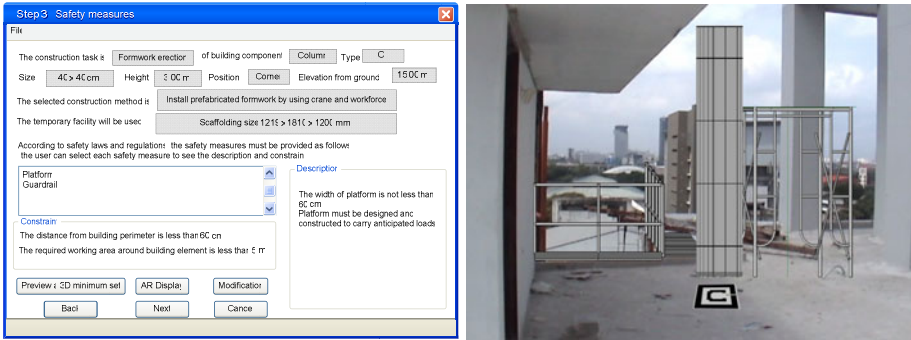 Step3 Safety measures
File
The construction task is Formwork erection of building component Column Type C
Size 40 > 40 cm Height 3.00 m Position Corner Elevation from ground 15.00 m
The selected construction method is Install prefabricated formwork by using crane and workforce
The temporary facility will be used Scaffolding size 1219 > 1810 > 1200 mm
According to safety laws and regulations the safety measures must be provided as follows
the user can select each safety measure to see the description and constrain
Platform
Guardrail
Description
The width of platform is not less than
60 cm
Platform must be designed and
constructed to carry anticipated loads
Constraint
The distance from building perimeter is less than 60 cm
The required working area around building element is less than 5 m
Preview a 3D minimum set AR Display Modification
Back Next Cancel
C